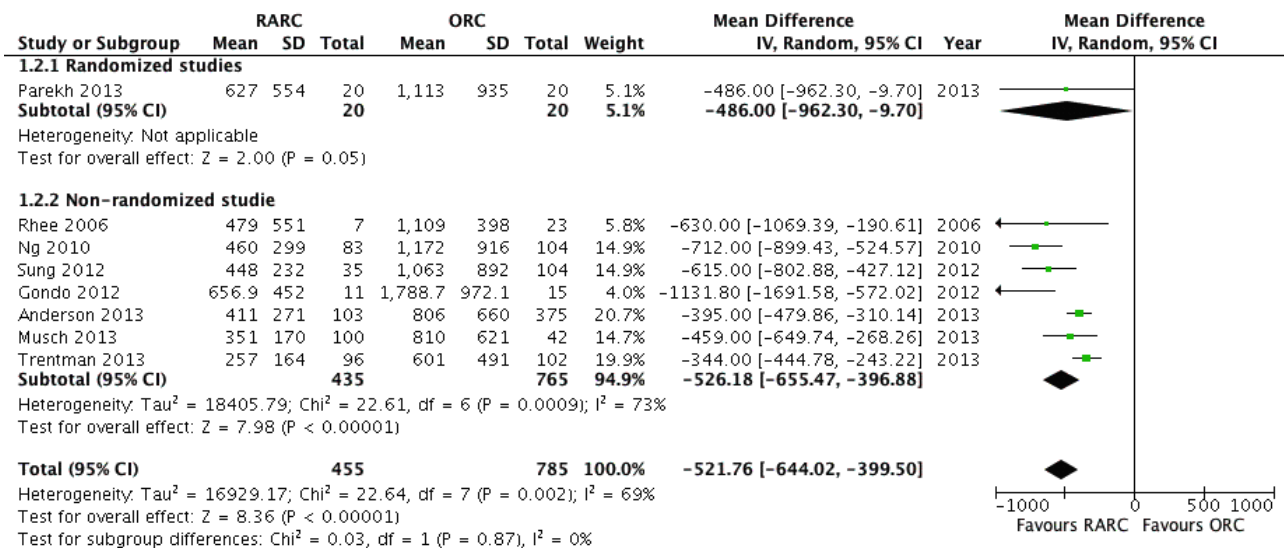 RARC ORC Mean Difference Mean Difference
Study or Subgroup Mean SD Total Mean SD Total Weight IV, Random, 95% CI Year IV, Random, 95% CI
1.2.1 Randomized studies
Parekh 2013 627 554 20 1,113 935 20 5.1% −486.00 [−962.30, −9.70] 2013
Subtotal (95% CI) 20 20 5.1% −486.00 [−962.30, −9.70]
Heterogeneity: Not applicable
Test for overall effect: Z = 2.00 (P = 0.05)
1.2.2 Non-randomized studie
Rhee 2006 479 551 7 1,109 398 23 5.8% −630.00 [−1069.39, −190.61] 2006
Ng 2010 460 299 83 1,172 916 104 14.9% −712.00 [−899.43, −524.57] 2010
Sung 2012 448 232 35 1,063 892 104 14.9% −615.00 [−802.88, −427.12] 2012
Gondo 2012 656.9 452 11 1,788.7 972.1 15 4.0% −1131.80 [−1691.58, −572.02] 2012
Anderson 2013 411 271 103 806 660 375 20.7% −395.00 [−479.86, −310.14] 2013
Musch 2013 351 170 100 810 621 42 14.7% −459.00 [−649.74, −268.26] 2013
Trentman 2013 257 164 96 601 491 102 19.9% −344.00 [−444.78, −243.22] 2013
Subtotal (95% CI) 435 765 94.9% −526.18 [−655.47, −396.88]
Heterogeneity: Tau² = 18405.79; Chi² = 22.61, df = 6 (P = 0.0009); I² = 73%
Test for overall effect: Z = 7.98 (P < 0.00001)
Total (95% CI) 455 785 100.0% −521.76 [−644.02, −399.50]
Heterogeneity: Tau² = 16929.17; Chi² = 22.64, df = 7 (P = 0.002); I² = 69%
Test for overall effect: Z = 8.36 (P < 0.00001)
Test for subgroup differences: Chi² = 0.03, df = 1 (P = 0.87), I² = 0%
-1000 0 500 1000
Favours RARC Favours ORC